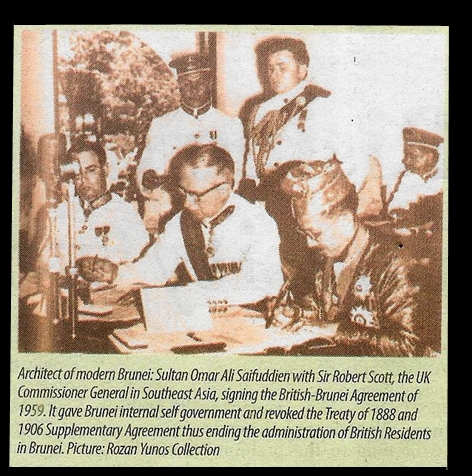 Architect of modern Brunei: Sultan Omar Ali Saifuddien with Sir Robert Scott, the UK
Commissioner General in Southeast Asia, signing the British-Brunei Agreement of
1959. It gave Brunei internal self government and revoked the Treaty of 1888 and
1906 Supplementary Agreement thus ending the administration of British Residents
in Brunei. Picture: Rozan Yunos Collection